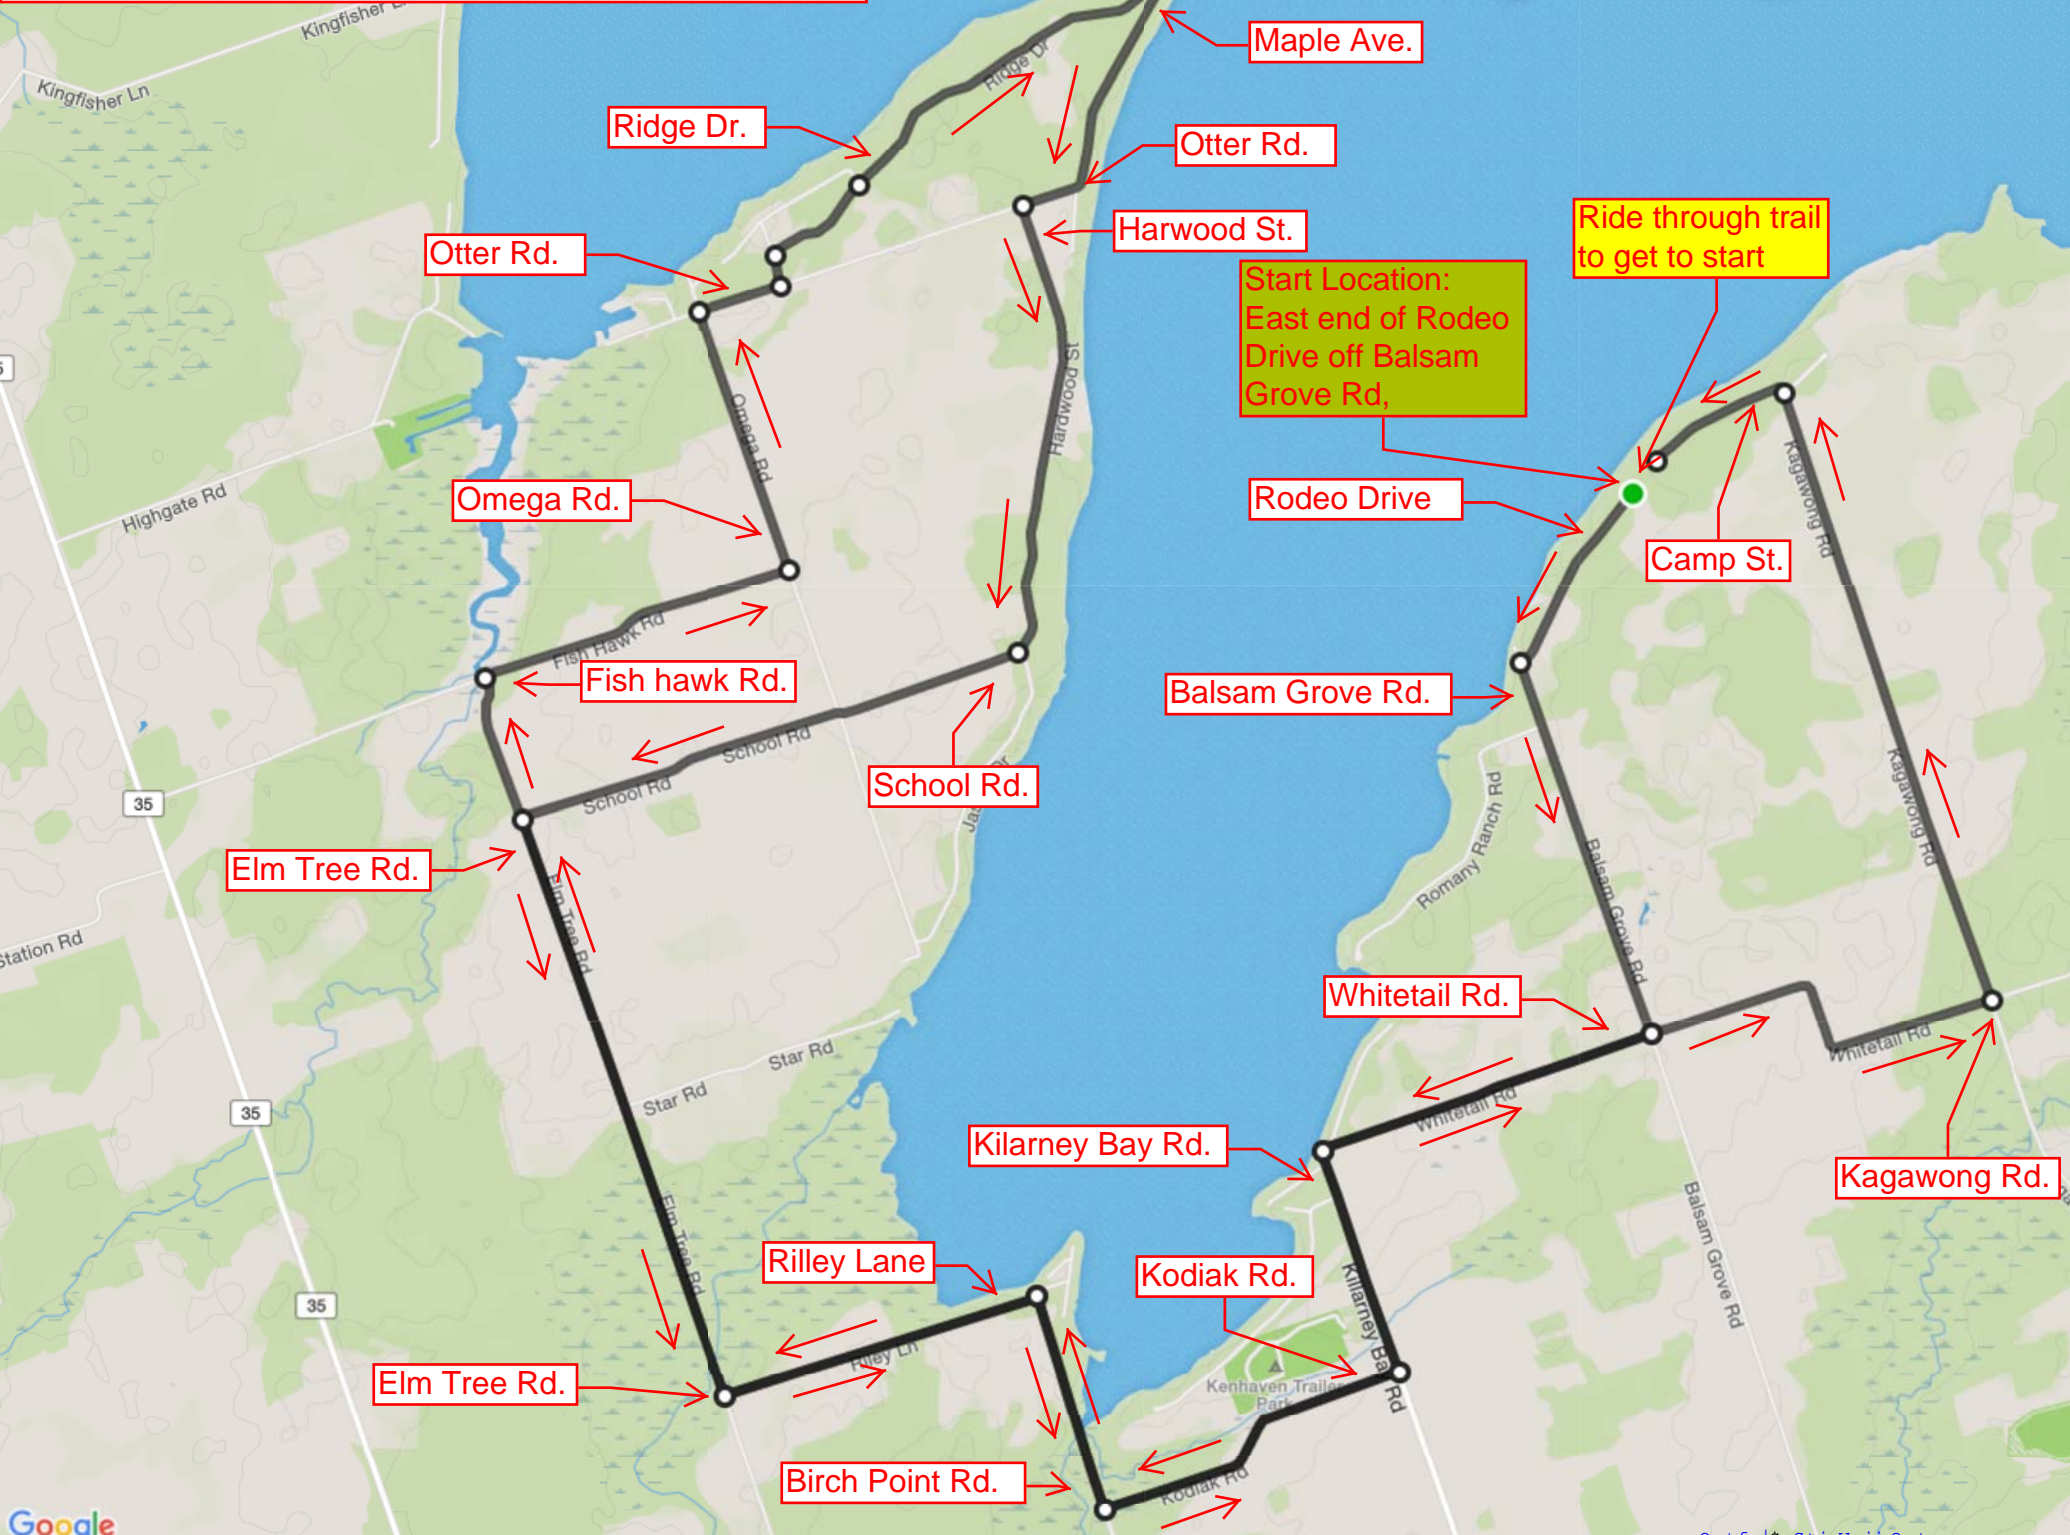 Kingfisher L
Maple Ave.
Kingfisher Ln
Ridge Dr
Ridge Dr.
Otter Rd.
Harwood St.
Ride through trail
to get to start
Otter Rd.
Start Location:
East end of Rodeo
Drive off Balsam
Grove Rd,
Hardwood St
Omega Rd
Kagawong Rd
Highgate Rd
Omega Rd.
Rodeo Drive
Camp St.
Fish Hawk Rd
Fish hawk Rd.
Balsam Grove Rd.
School Rd
School Rd
School Rd.
35
Romany Ranch Rd
Kagawong Rd
Elm Tree Rd.
Elm Tree Rd
Balsam Grove Rd
Station Rd
Whitetail Rd.
Whitetail Rd
Star Rd
Star Rd
35
Whitetail Rd
Kilarney Bay Rd.
Kagawong Rd.
Balsam Grove Rd
Elm Tree Rd
Rilley Lane
Kodiak Rd.
35
Killarney Bay Rd
Riley Ln
Kenhaven Trailer
Park
Elm Tree Rd.
Birch Point Rd.
Kodiak Rd
Google